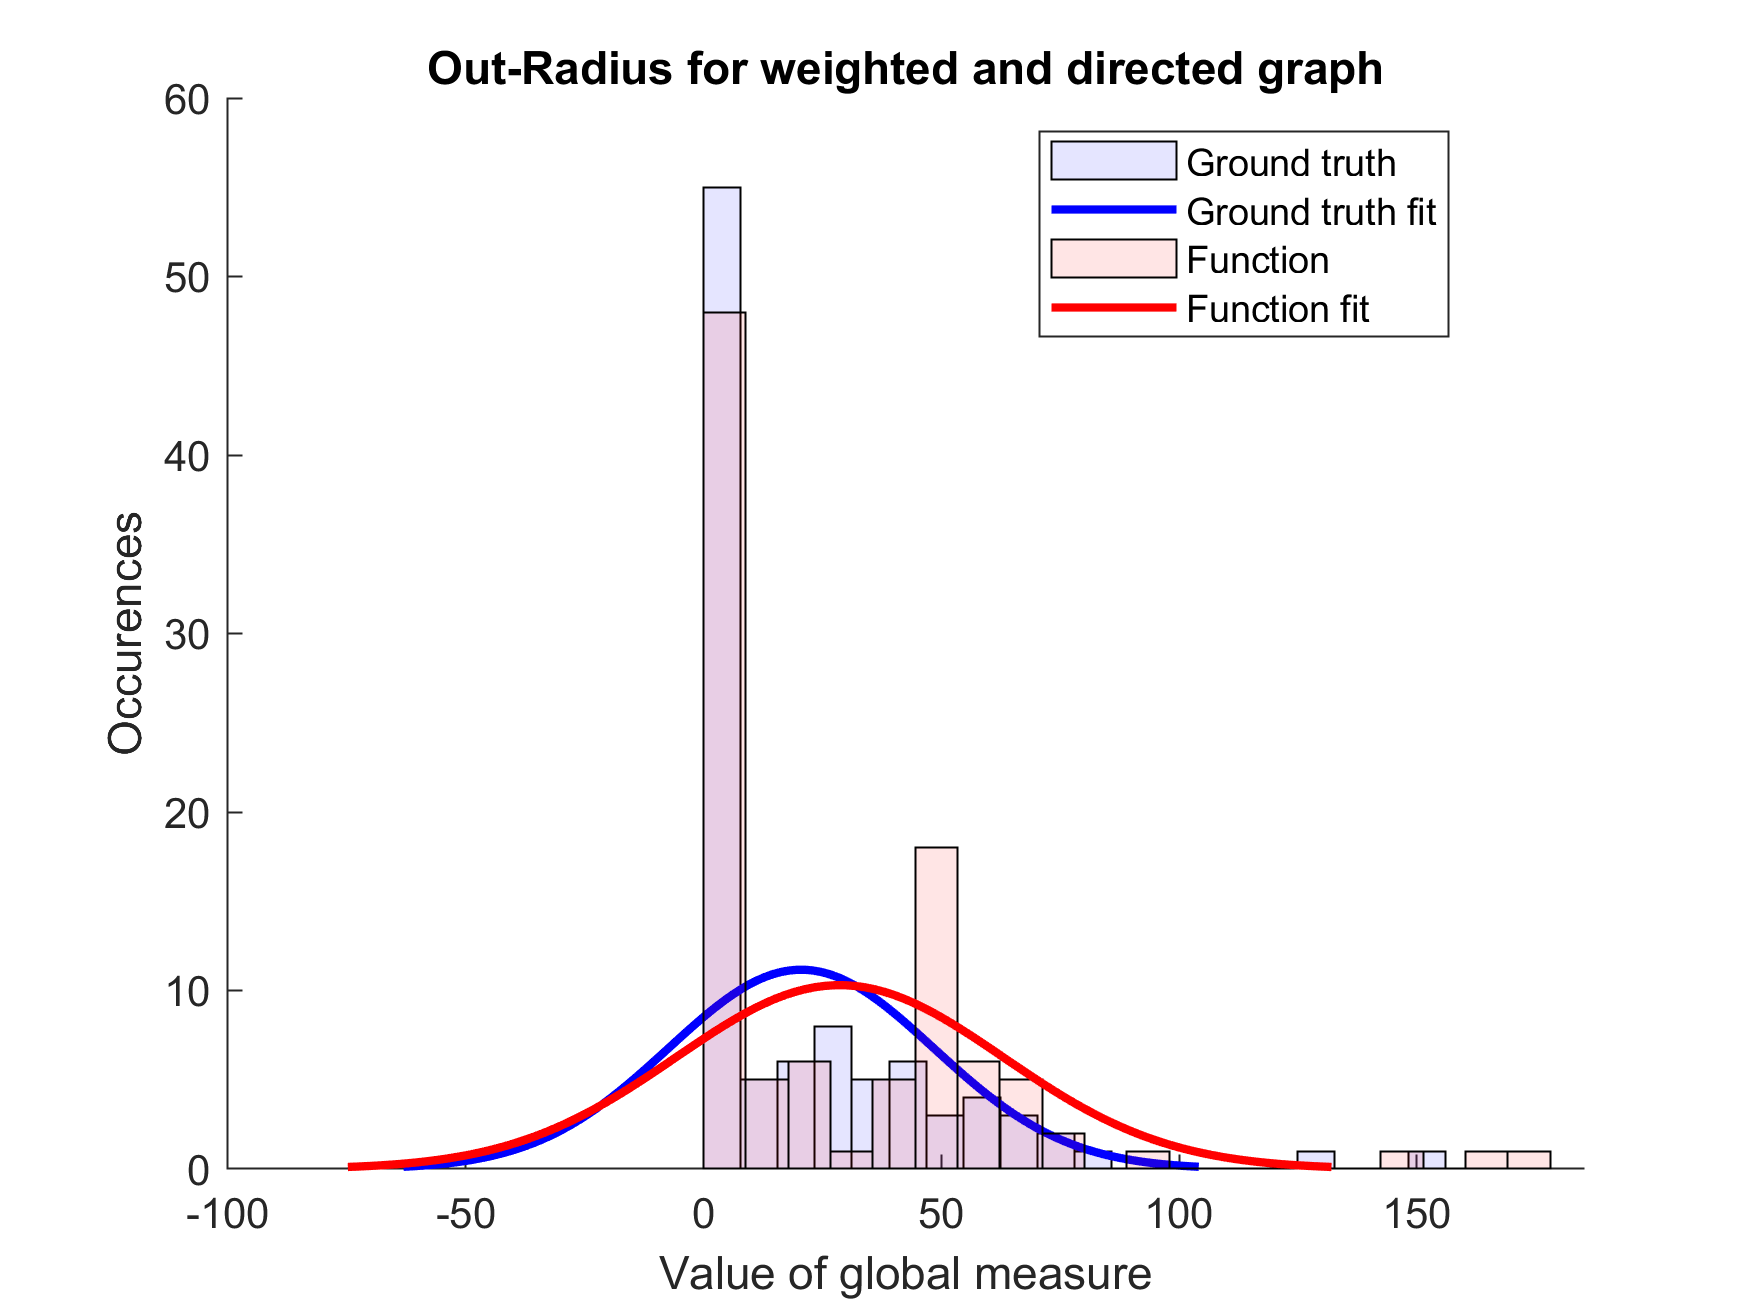 Out-Radius for weighted and directed graph
60
50
40
30
20
10
0
Occurences
Ground truth
Ground truth fit
Function
Function fit
-100
-50
0
50
100
150
Value of global measure